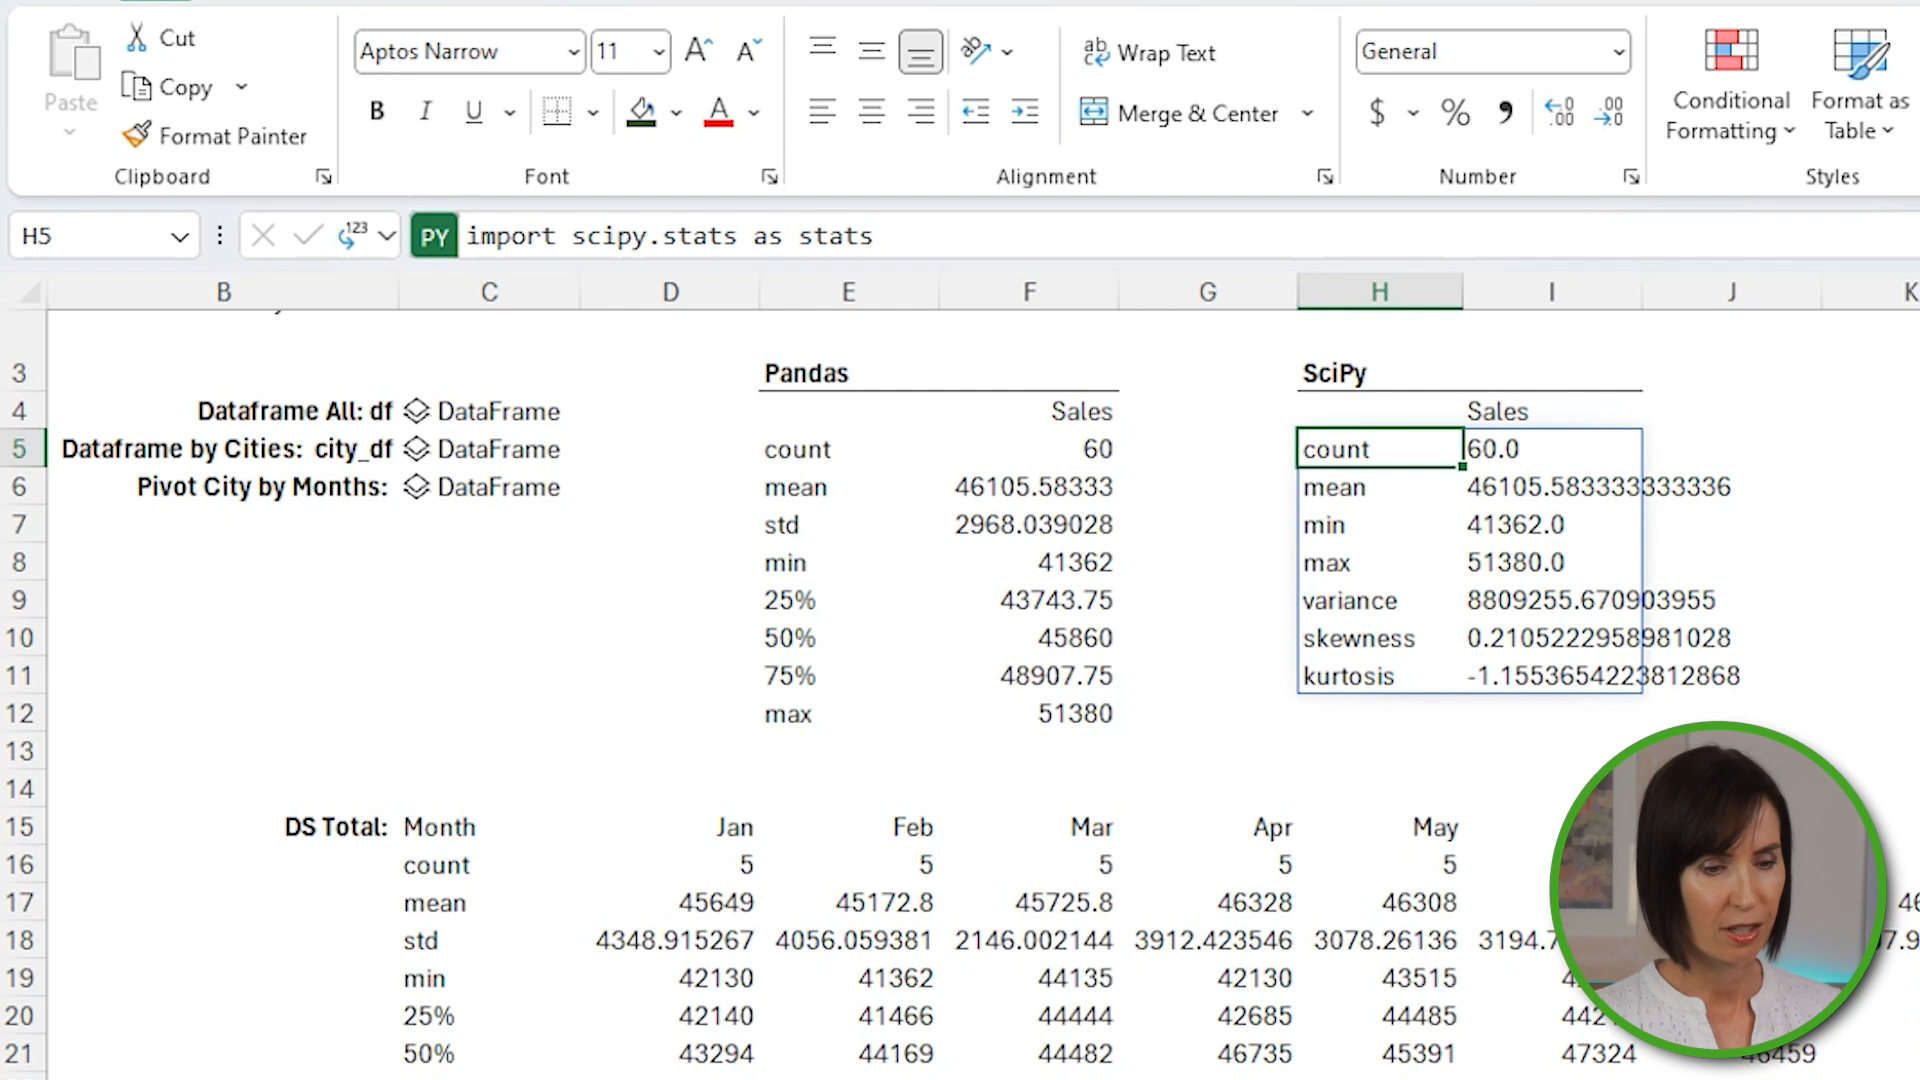 Cut
Aptos Narrow 11
General
Wrap Text
Copy
Paste
Conditional Formatting
Format as Table
B I U
Merge & Center
$ %
Format Painter
Clipboard Font Alignment Number Styles
H5 PY import scipy.stats as stats
B C D E F G H I J K
3 Pandas SciPy
4 Dataframe All: df DataFrame Sales Sales
5 Dataframe by Cities: city_df DataFrame count 60 count 60.0
6 Pivot City by Months: DataFrame mean 46105.58333 mean 46105.583333333336
7 std 2968.039028 min 41362.0
8 min 41362 max 51380.0
9 25% 43743.75 variance 8809255.670903955
10 50% 45860 skewness 0.2105222958981028
11 75% 48907.75 kurtosis -1.1553654223812868
12 max 51380
13
14
15 DS Total: Month Jan Feb Mar Apr May
16 count 5 5 5 5 5
17 mean 45649 45172.8 45725.8 46328 46308
18 std 4348.915267 4056.059381 2146.002144 3912.423546 3078.26136
19 min 42130 41362 44135 42130 43515
20 25% 42140 41466 44444 42685 44485
21 50% 43294 44169 44482 46735 45391 47324